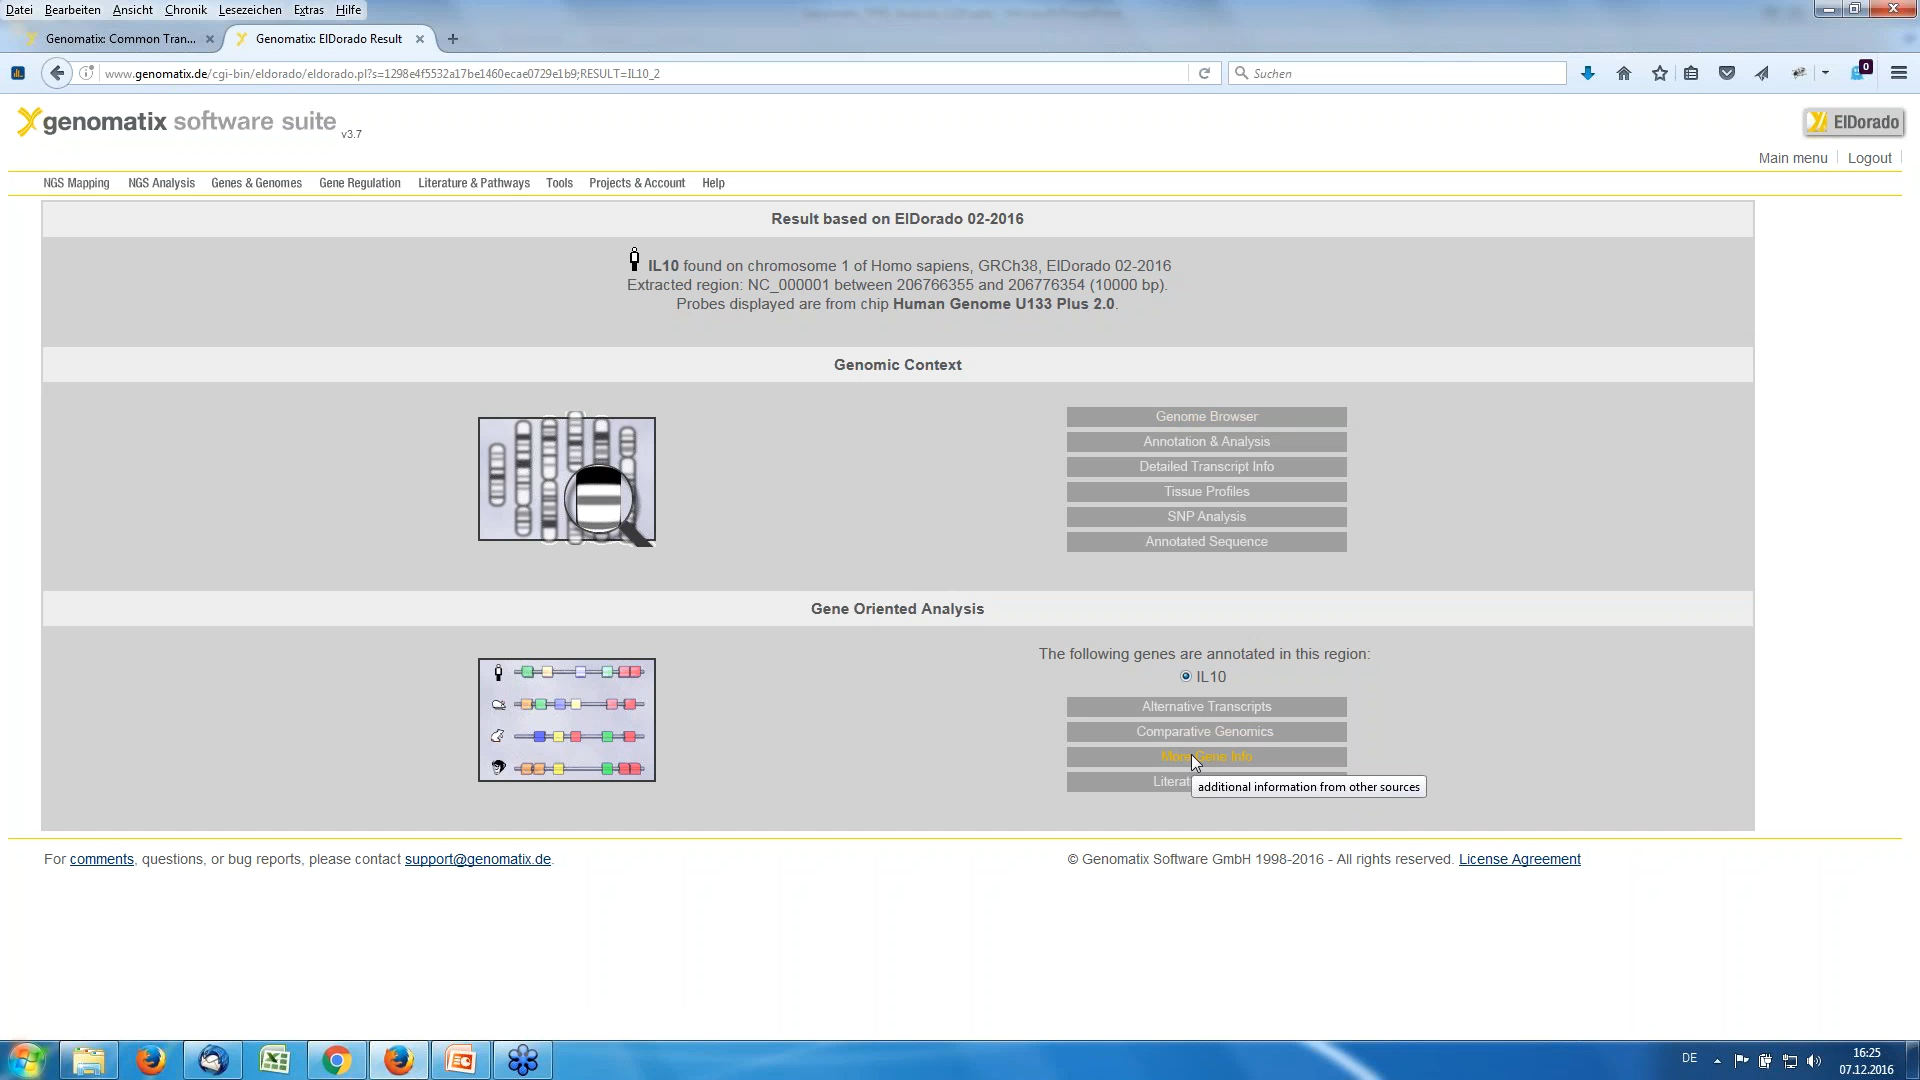 Datei Bearbeiten Ansicht Chronik Lesezeichen Extras Hilfe
Genomatix: Common Tran... Genomatix: ElDorado Result
www.genomatix.de/cgi-bin/eldorado/eldorado.pl?s=1298e4f5532a17be1460ecae0729e1b9;RESULT=IL10_2 Suchen 0
genomatix software suite v3.7 ElDorado
Main menu Logout
NGS Mapping NGS Analysis Genes & Genomes Gene Regulation Literature & Pathways Tools Projects & Account Help
Result based on ElDorado 02-2016
IL10 found on chromosome 1 of Homo sapiens, GRCh38, ElDorado 02-2016
Extracted region: NC_000001 between 206766355 and 206776354 (10000 bp).
Probes displayed are from chip Human Genome U133 Plus 2.0.
Genomic Context
Genome Browser
Annotation & Analysis
Detailed Transcript Info
Tissue Profiles
SNP Analysis
Annotated Sequence
Gene Oriented Analysis
The following genes are annotated in this region:
IL10
Alternative Transcripts
Comparative Genomics
More Gene Info
additional information from other sources
For comments, questions, or bug reports, please contact support@genomatix.de.
© Genomatix Software GmbH 1998-2016 - All rights reserved. License Agreement
DE 16:25
07.12.2016